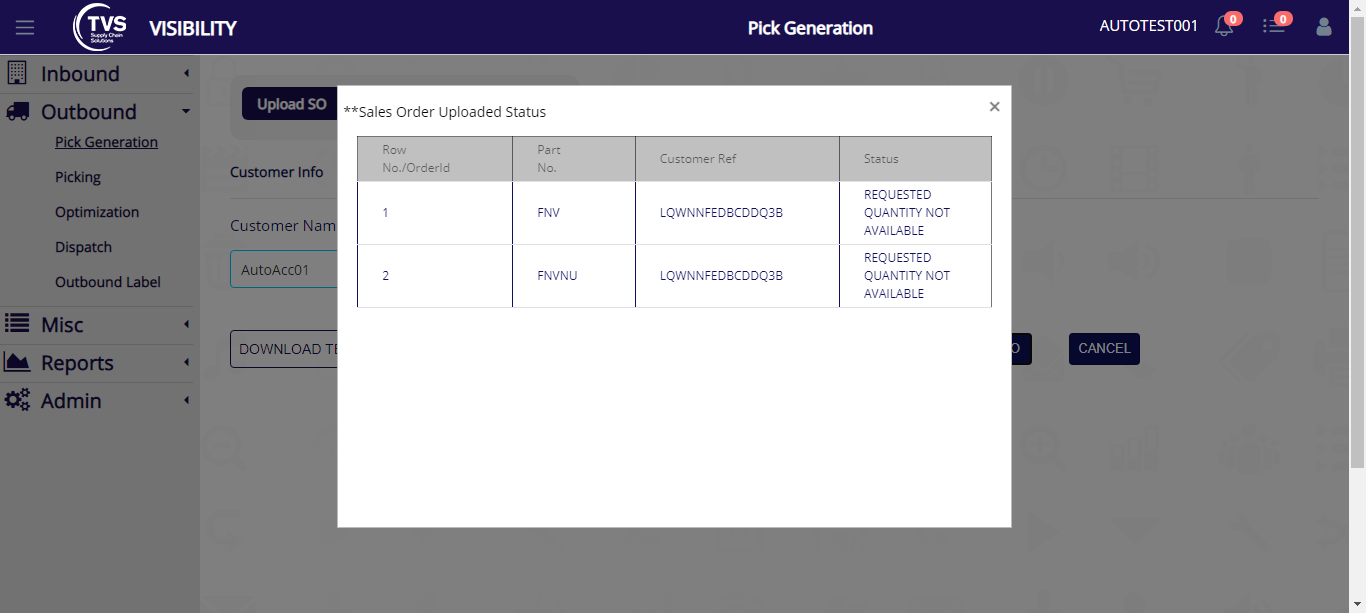 TVS
Supply Chain
Solutions
VISIBILITY
Pick Generation
AUTOTEST001
0
0
Inbound
Outbound
Pick Generation
Picking
Optimization
Dispatch
Outbound Label
Misc
Reports
Admin
Upload SO
Customer Info
Customer Nam
AutoAcc01
DOWNLOAD TE
O
CANCEL
**Sales Order Uploaded Status
×
Row No./OrderId Part No. Customer Ref Status
1 FNV LQWNNFEDBCDDQ3B REQUESTED QUANTITY NOT AVAILABLE
2 FNVNU LQWNNFEDBCDDQ3B REQUESTED QUANTITY NOT AVAILABLE